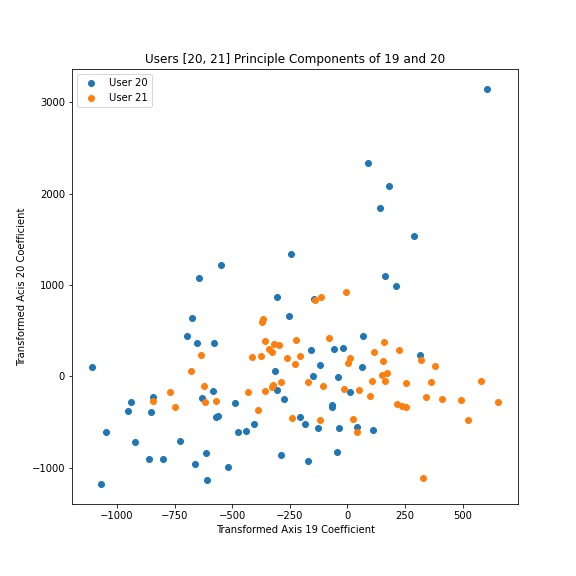 Users [20, 21] Principle Components of 19 and 20
User 20
User 21
Transformed Acis 20 Coefficient
3000
2000
1000
0
−1000
−1000
−750
−500
−250
0
250
500
Transformed Axis 19 Coefficient